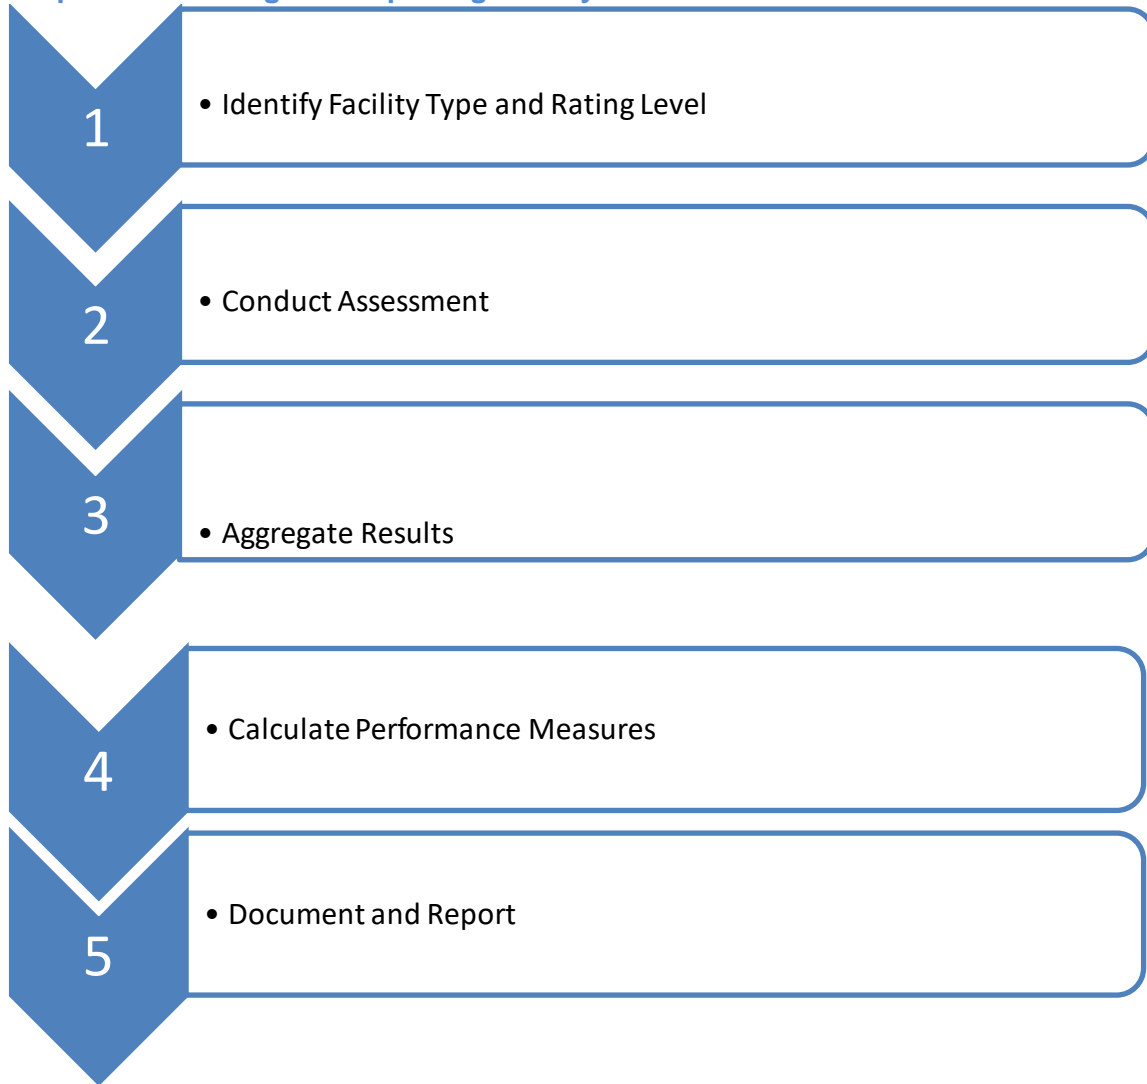 1
• Identify Facility Type and Rating Level
2
• Conduct Assessment
3
• Aggregate Results
4
• Calculate Performance Measures
5
• Document and Report